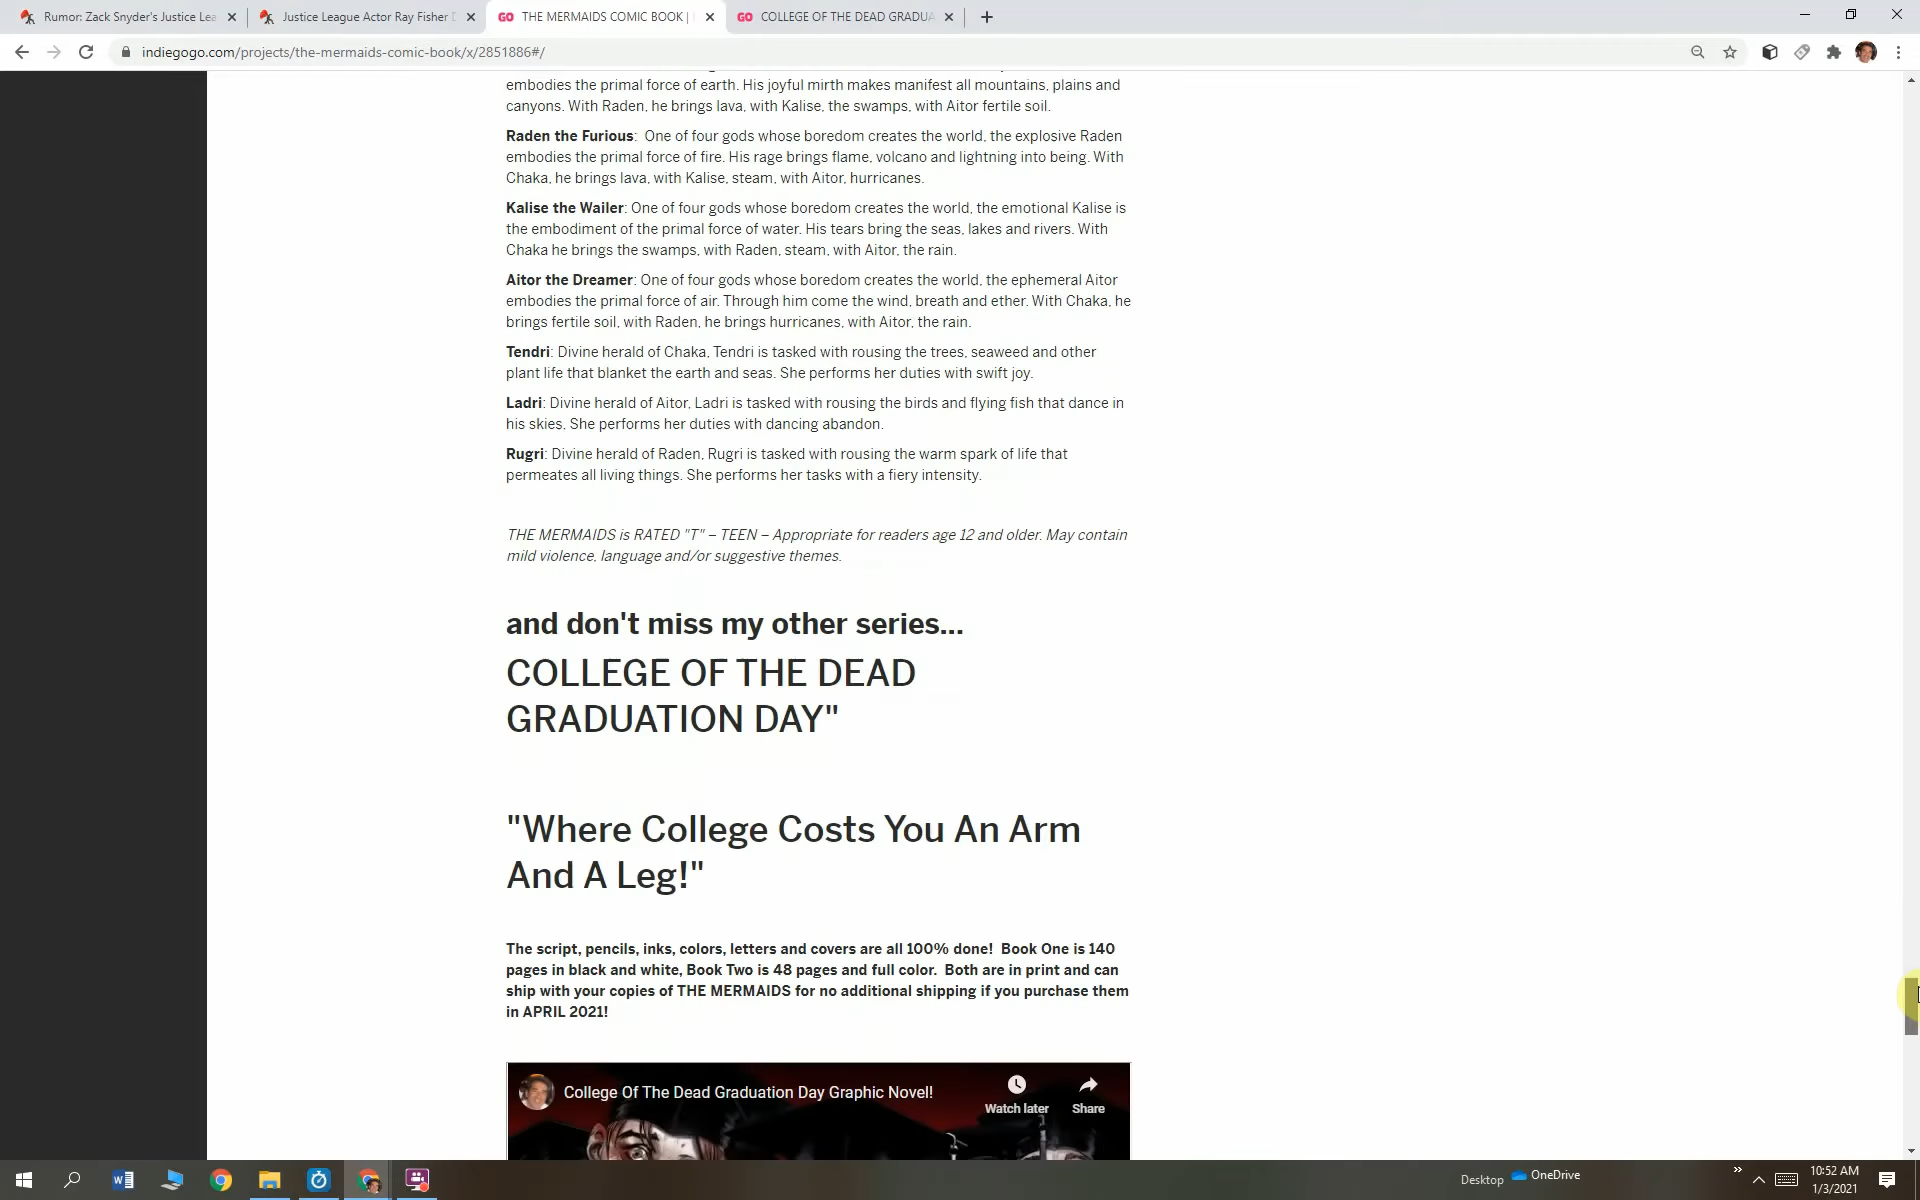 Rumor: Zack Snyder's Justice Lea
Justice League Actor Ray Fisher D
GO THE MERMAIDS COMIC BOOK |
GO COLLEGE OF THE DEAD GRADUA
indiegogo.com/projects/the-mermaids-comic-book/x/2851886#/
embodies the primal force of earth. His joyful mirth makes manifest all mountains, plains and
canyons. With Raden, he brings lava, with Kalise, the swamps, with Aitor fertile soil.
Raden the Furious: One of four gods whose boredom creates the world, the explosive Raden
embodies the primal force of fire. His rage brings flame, volcano and lightning into being. With
Chaka, he brings lava, with Kalise, steam, with Aitor, hurricanes.
Kalise the Wailer: One of four gods whose boredom creates the world, the emotional Kalise is
the embodiment of the primal force of water. His tears bring the seas, lakes and rivers. With
Chaka he brings the swamps, with Raden, steam, with Aitor, the rain.
Aitor the Dreamer: One of four gods whose boredom creates the world, the ephemeral Aitor
embodies the primal force of air. Through him come the wind, breath and ether. With Chaka, he
brings fertile soil, with Raden, he brings hurricanes, with Aitor, the rain.
Tendri: Divine herald of Chaka, Tendri is tasked with rousing the trees, seaweed and other
plant life that blanket the earth and seas. She performs her duties with swift joy.
Ladri: Divine herald of Aitor, Ladri is tasked with rousing the birds and flying fish that dance in
his skies. She performs her duties with dancing abandon.
Rugri: Divine herald of Raden, Rugri is tasked with rousing the warm spark of life that
permeates all living things. She performs her tasks with a fiery intensity.
THE MERMAIDS is RATED "T" – TEEN – Appropriate for readers age 12 and older. May contain
mild violence, language and/or suggestive themes.
and don't miss my other series...
COLLEGE OF THE DEAD
GRADUATION DAY"
"Where College Costs You An Arm
And A Leg!"
The script, pencils, inks, colors, letters and covers are all 100% done! Book One is 140
pages in black and white, Book Two is 48 pages and full color. Both are in print and can
ship with your copies of THE MERMAIDS for no additional shipping if you purchase them
in APRIL 2021!
College Of The Dead Graduation Day Graphic Novel!
Watch later
Share
Desktop
OneDrive
10:52 AM
1/3/2021